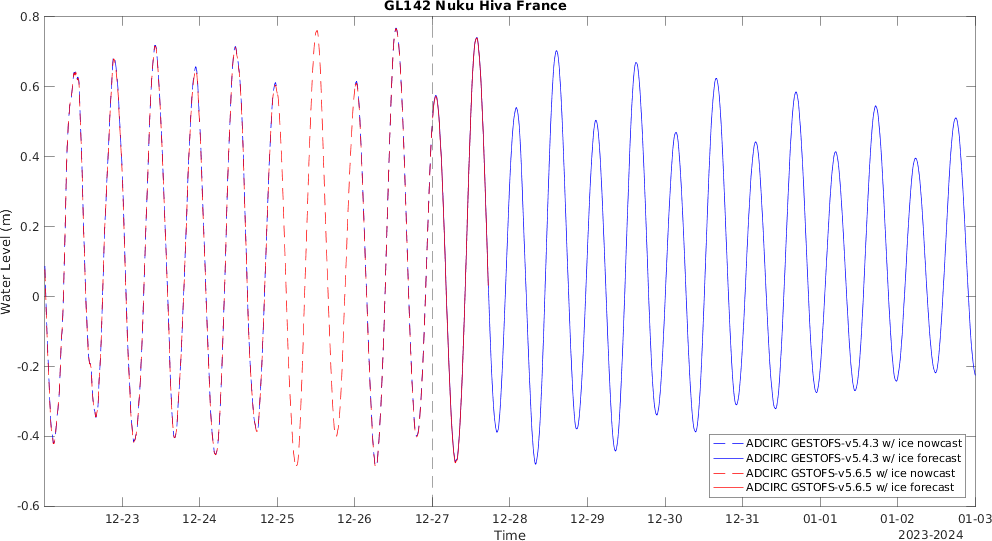 GL142 Nuku Hiva France
0.8
0.6
0.4
0.2
0
-0.2
-0.4
-0.6
Water Level (m)
ADCIRC GESTOFS-v5.4.3 w/ ice nowcast
ADCIRC GESTOFS-v5.4.3 w/ ice forecast
ADCIRC GSTOFS-v5.6.5 w/ ice nowcast
ADCIRC GSTOFS-v5.6.5 w/ ice forecast
12-23 12-24 12-25 12-26 12-27 12-28 12-29 12-30 12-31 01-01 01-02 01-03
Time
2023-2024